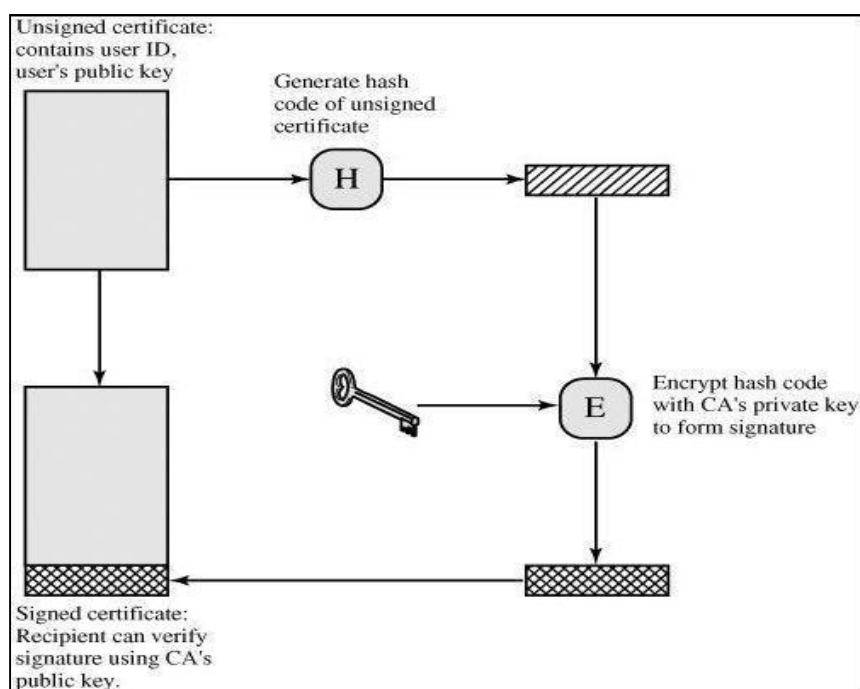 Unsigned certificate:
contains user ID,
user's public key
Generate hash
code of unsigned
certificate
H
E
Encrypt hash code
with CA's private key
to form signature
Signed certificate:
Recipient can verify
signature using CA's
public key.